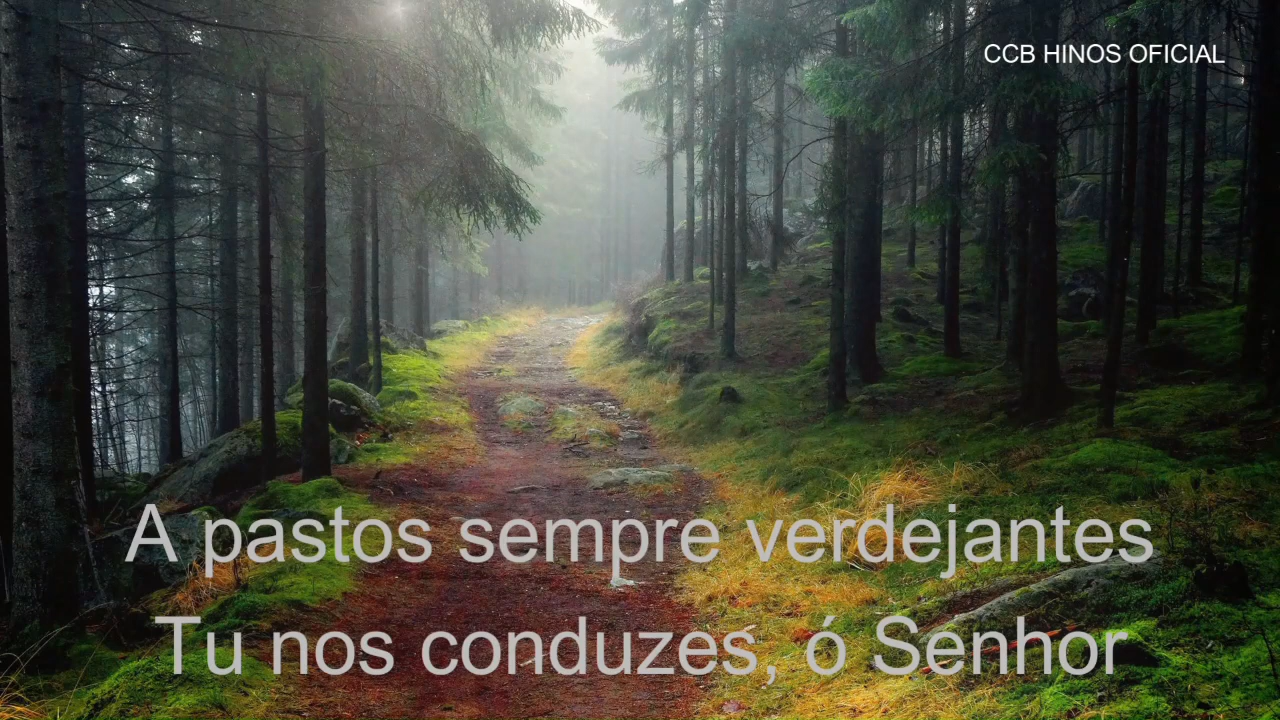 CCB HINOS OFICIAL
A pastos sempre verdejantes
Tu nos conduzes, ó Senhor